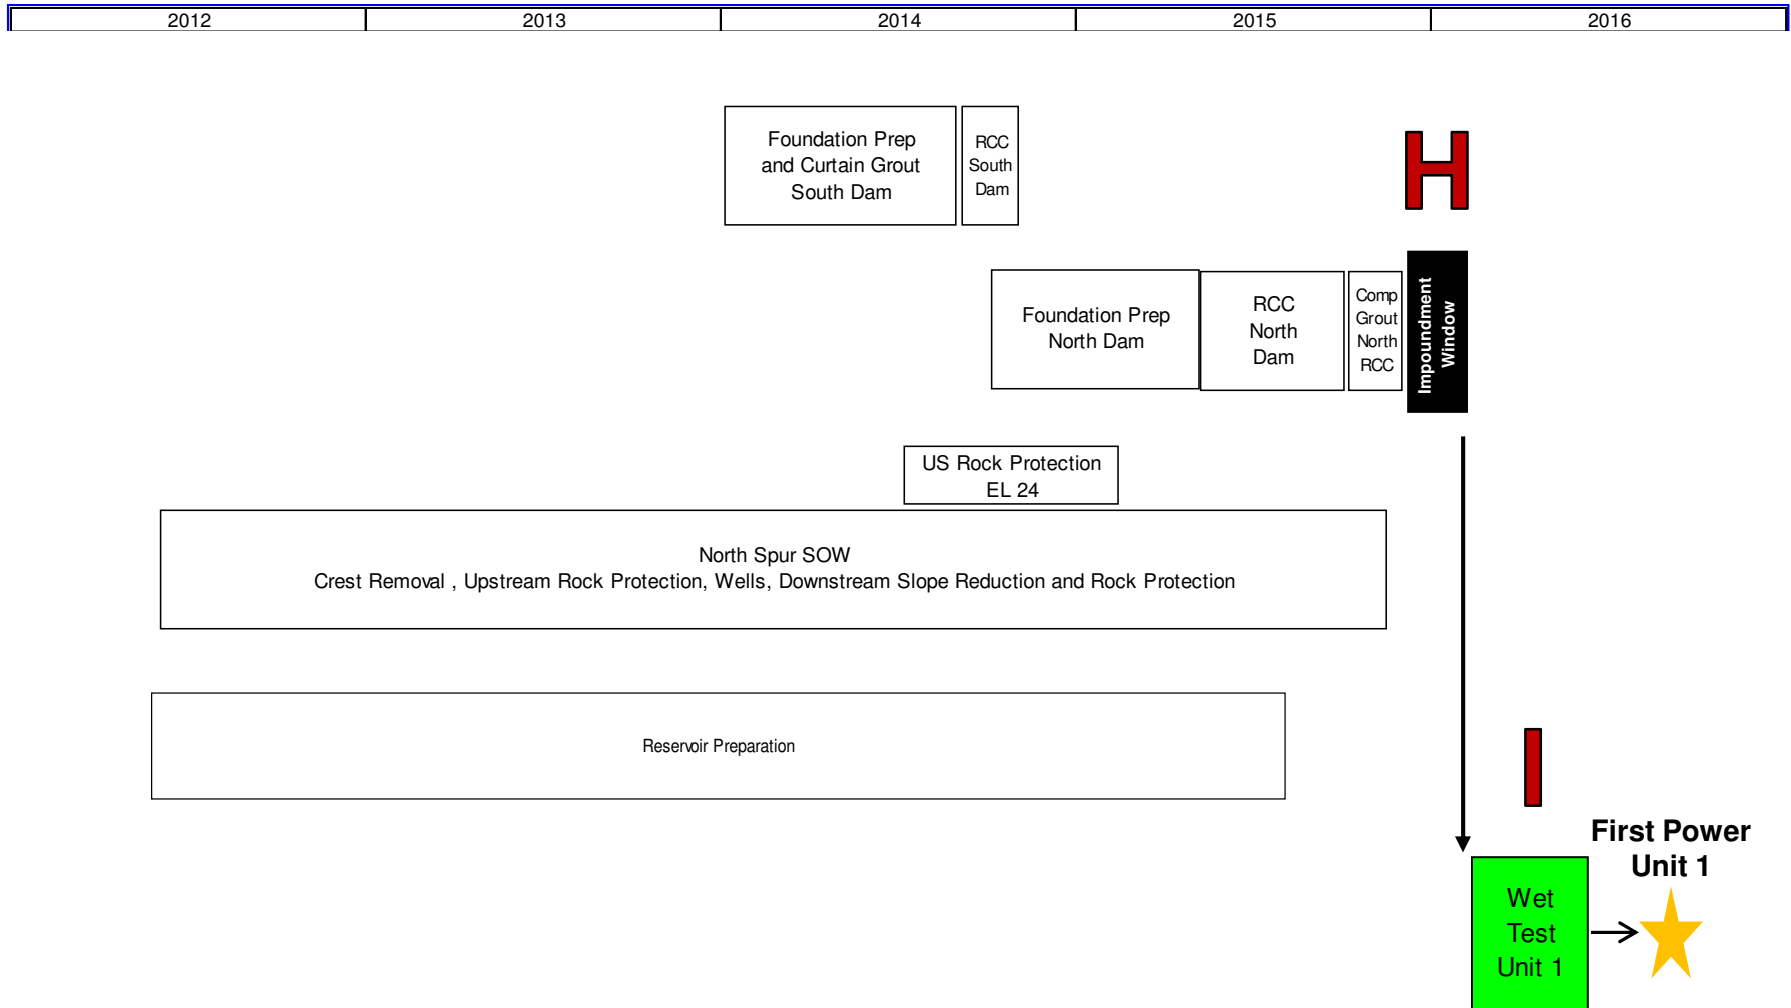 2012 2013 2014 2015 2016
Foundation Prep
and Curtain Grout
South Dam
RCC
South
Dam
H
Foundation Prep
North Dam
RCC
North
Dam
Comp
Grout
North
RCC
Impoundment
Window
US Rock Protection
EL 24
North Spur SOW
Crest Removal , Upstream Rock Protection, Wells, Downstream Slope Reduction and Rock Protection
Reservoir Preparation
I
First Power
Unit 1
Wet
Test
Unit 1